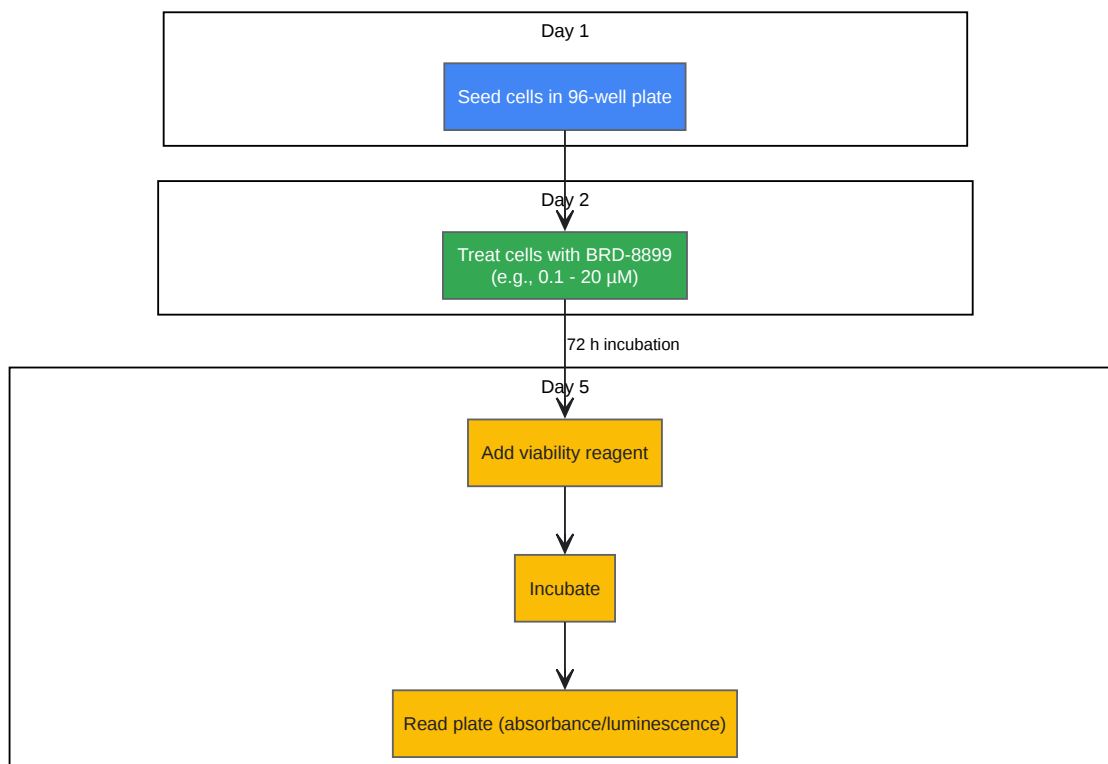 Day 1
Seed cells in 96-well plate
Day 2
Treat cells with BRD-8899
(e.g., 0.1 - 20 µM)
72 h incubation
Day 5
Add viability reagent
Incubate
Read plate (absorbance/luminescence)